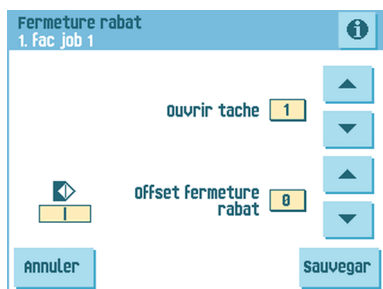 Fermeture rabat
1. Fac job 1
Ouvrir tache 1
Offset fermeture
rabat 0
I
Annuler
Sauvegar